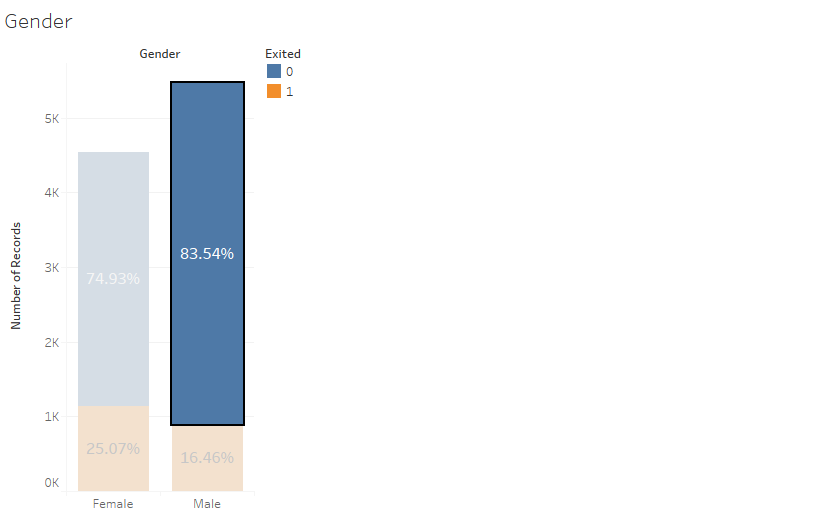 Gender
Gender
Exited
0
1
5K
4K
3K
2K
1K
0K
Number of Records
74.93%
83.54%
25.07%
16.46%
Female
Male